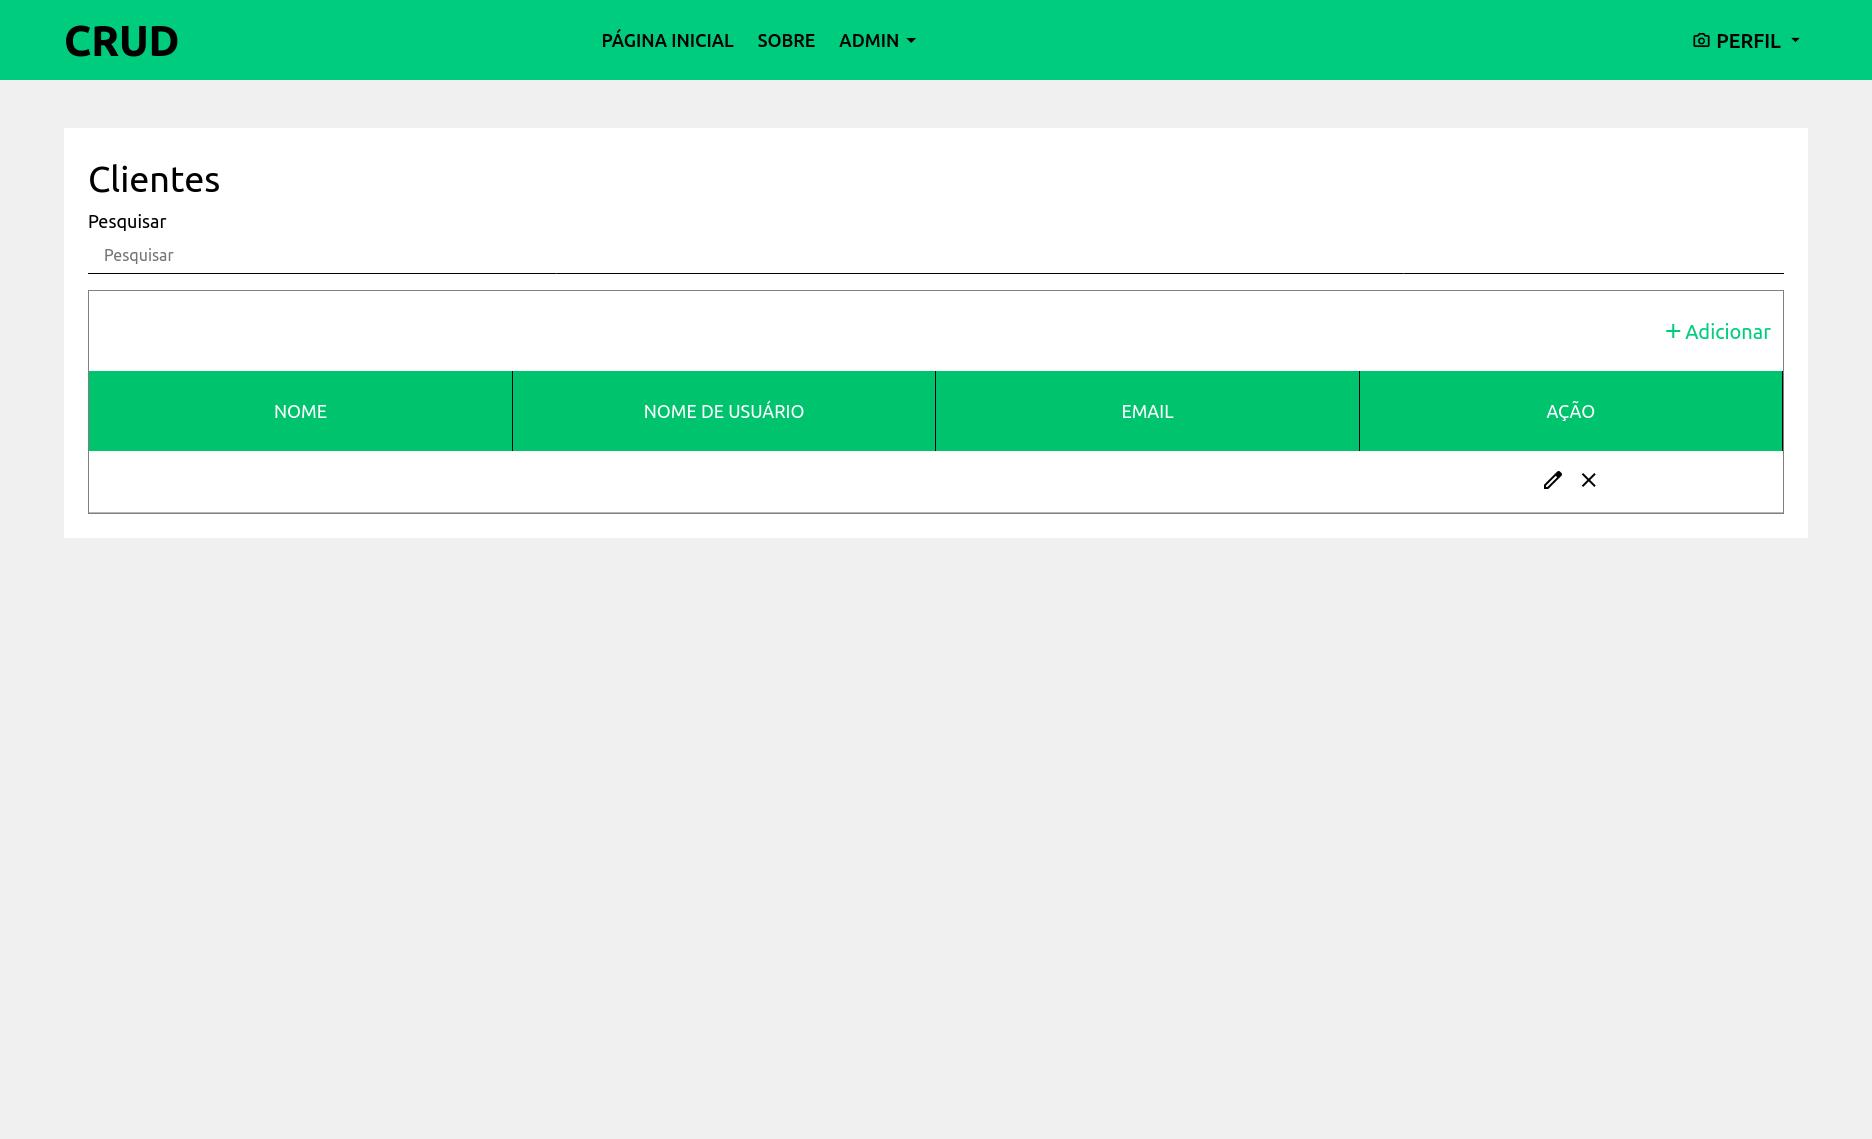 CRUD
PÁGINA INICIAL SOBRE ADMIN
PERFIL
Clientes
Pesquisar
Pesquisar
Adicionar
NOME NOME DE USUÁRIO EMAIL AÇÃO